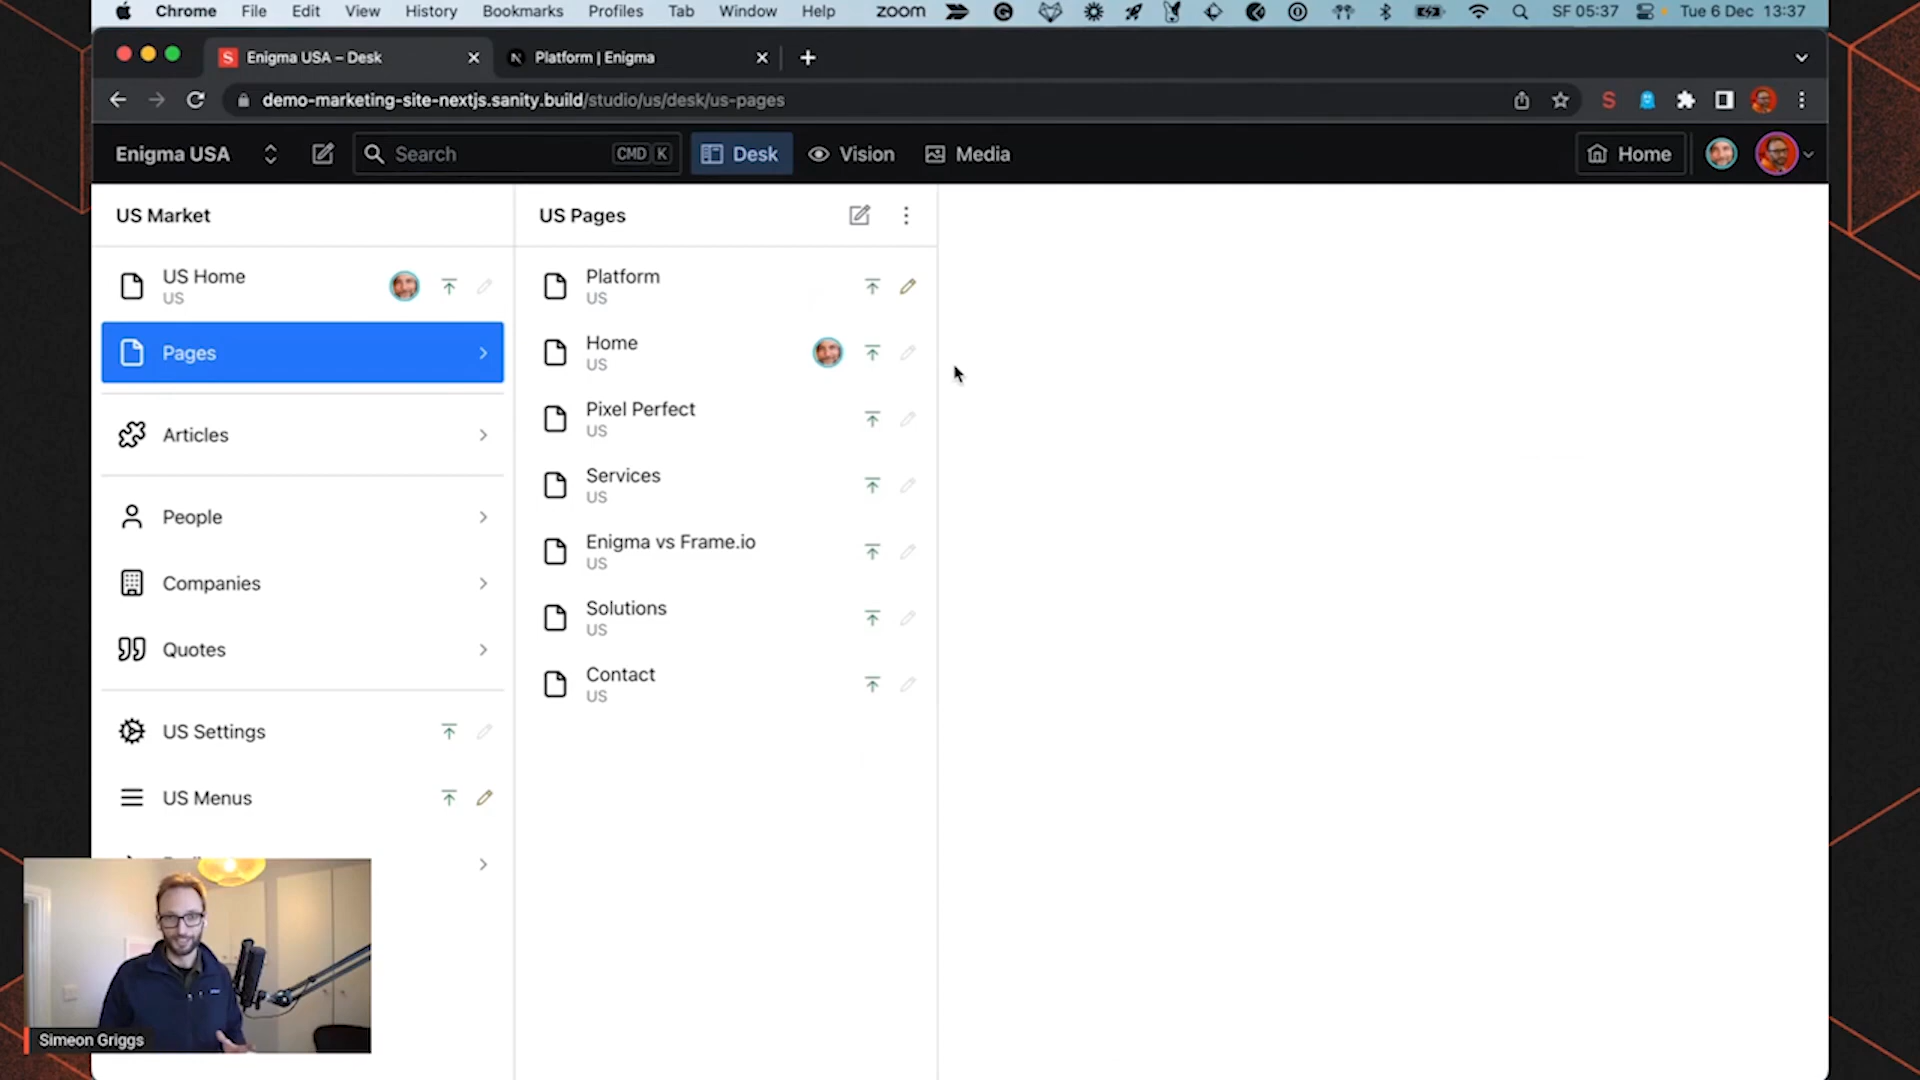 Chrome File Edit View History Bookmarks Profiles Tab Window Help zoom SF 05:37 Tue 6 Dec 13:37
Enigma USA – Desk
Platform | Enigma
demo-marketing-site-nextjs.sanity.build/studio/us/desk/us-pages
Enigma USA
Search CMD K
Desk
Vision
Media
Home
US Market
US Home
US
Pages
Articles
People
Companies
Quotes
US Settings
US Menus
US Pages
Platform
US
Home
US
Pixel Perfect
US
Services
US
Enigma vs Frame.io
US
Solutions
US
Contact
US
Simeon Griggs